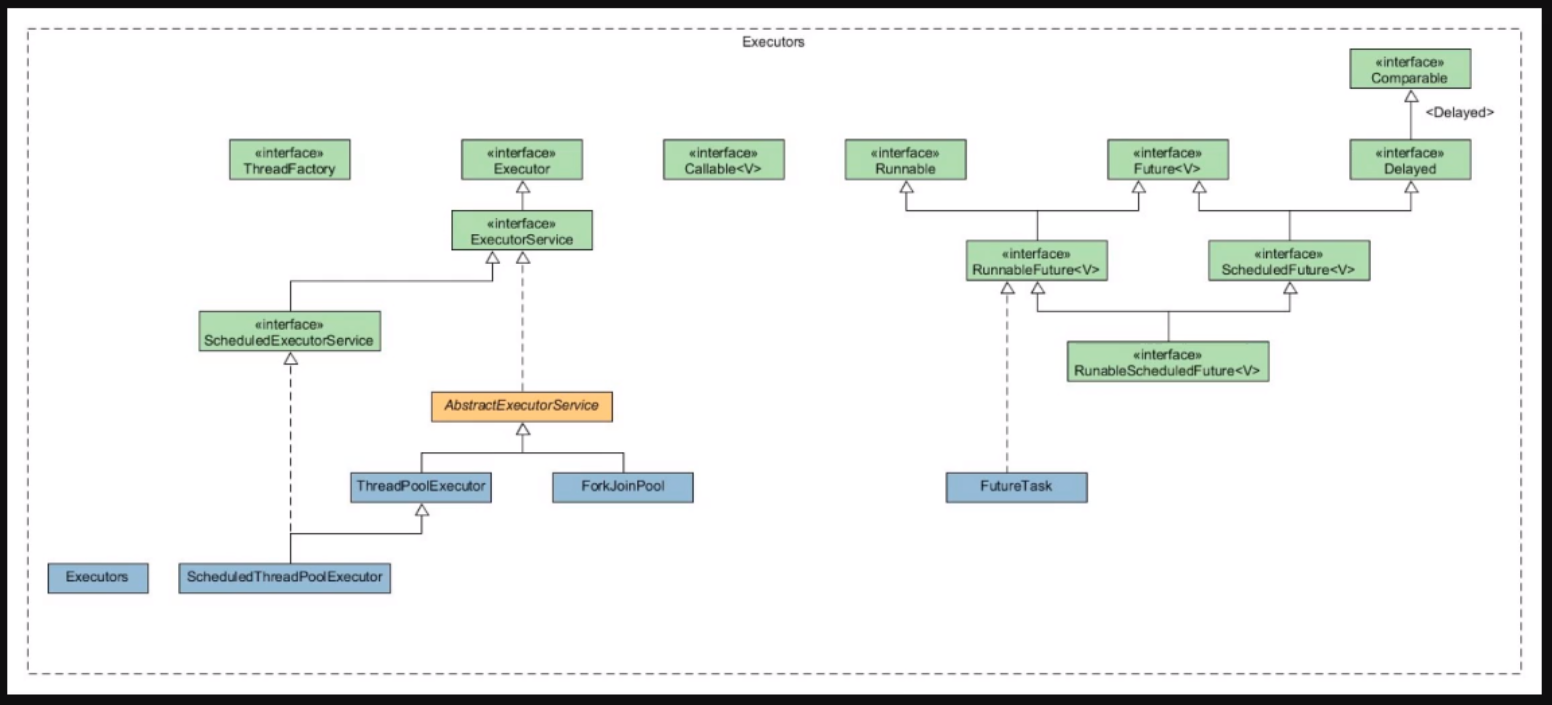 Executors
«interface»
Comparable
<Delayed>
«interface»
ThreadFactory
«interface»
Executor
«interface»
Callable<V>
«interface»
Runnable
«interface»
Future<V>
«interface»
Delayed
«interface»
ExecutorService
«interface»
RunnableFuture<V>
«interface»
ScheduledFuture<V>
«interface»
ScheduledExecutorService
«interface»
RunableScheduledFuture<V>
AbstractExecutorService
ThreadPoolExecutor
ForkJoinPool
FutureTask
Executors
ScheduledThreadPoolExecutor